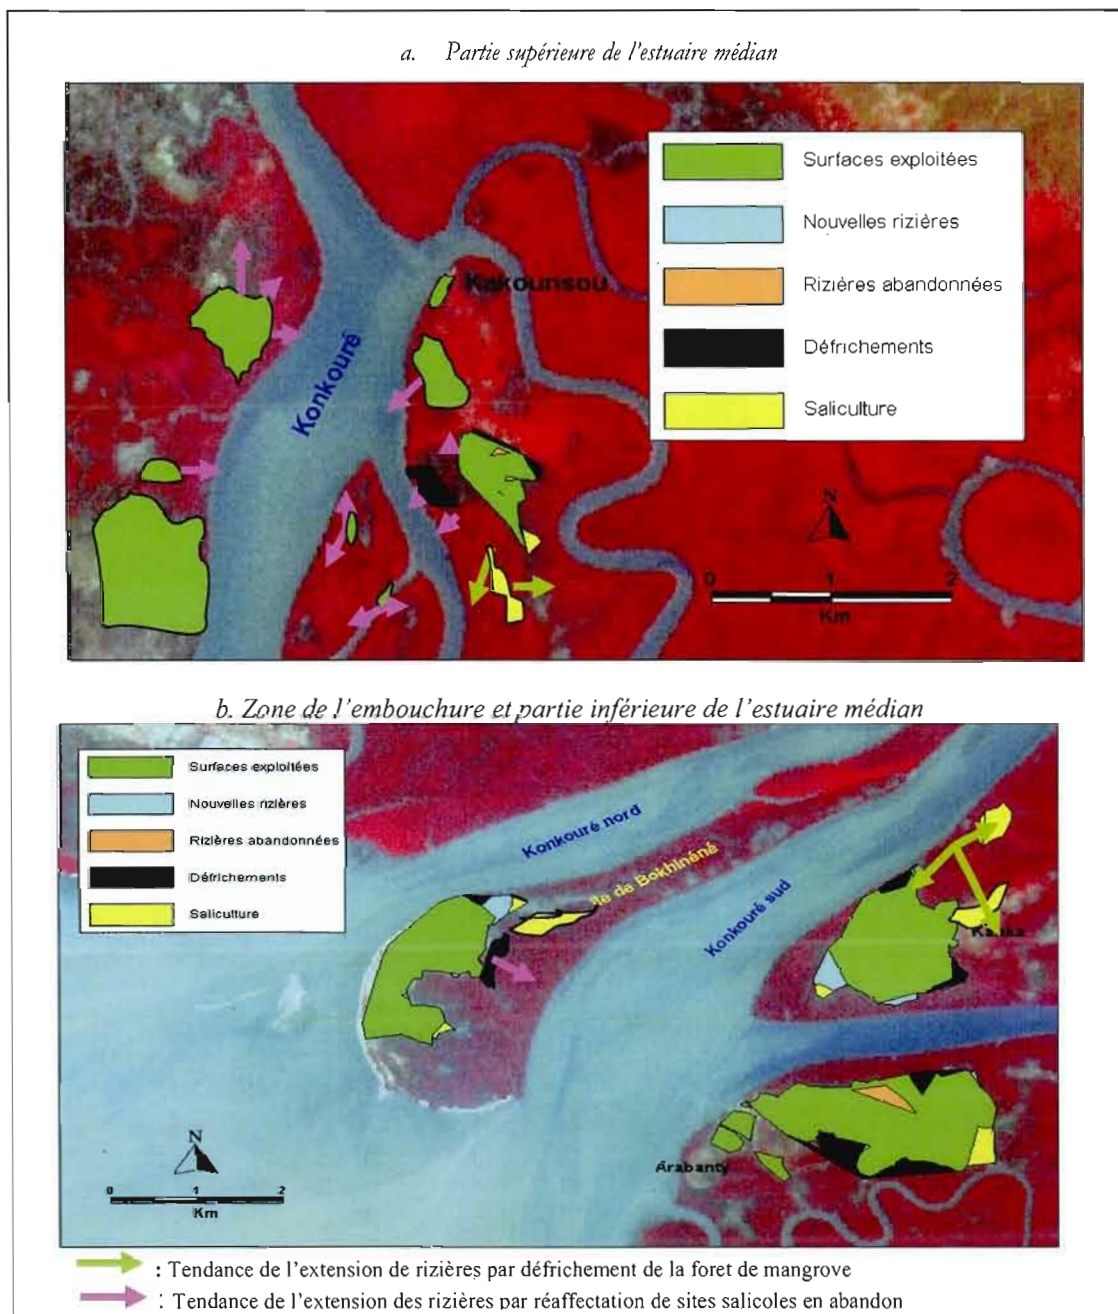 a. Partie supérieure de l'estuaire médian
Surfaces exploitées
Nouvelles rizières
Rizières abandonnées
Défrichements
Saliculture
Kakounsou
Konkouré
N
0 1 2
Km
b. Zone de l'embouchure et partie inférieure de l'estuaire médian
Surfaces exploitées
Nouvelles rizières
Rizières abandonnées
Défrichements
Saliculture
Konkouré nord
Ile de Bokhinéné
Konkouré sud
Arabanty
N
0 1 2
Km
: Tendance de l'extension de rizières par défrichement de la foret de mangrove
: Tendance de l'extension des rizières par réaffectation de sites salicoles en abandon